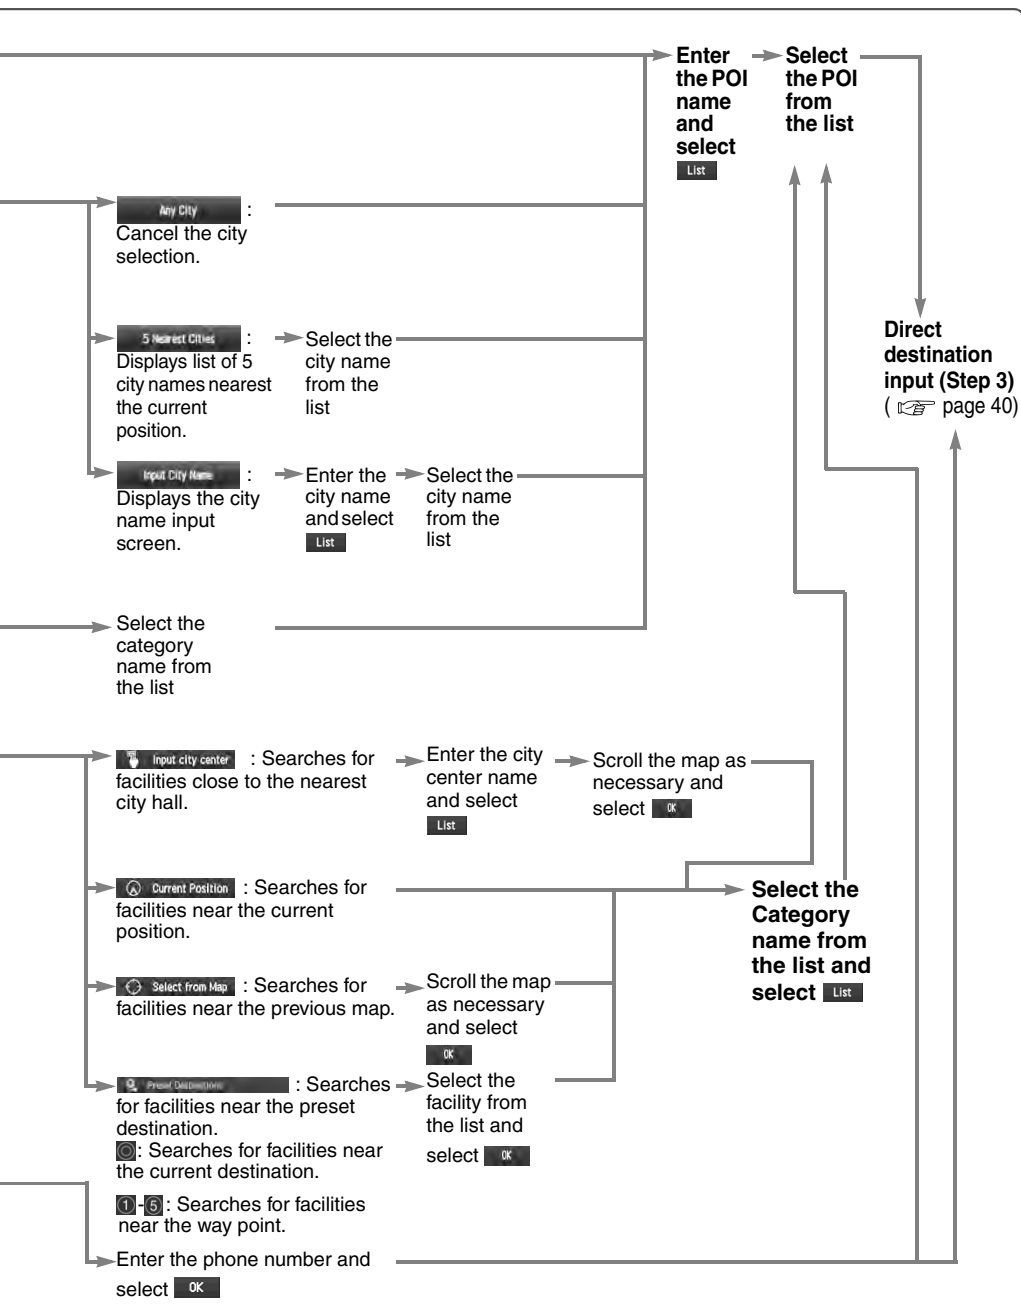 Enter
the POI
name
and
select
List
Select
the POI
from
the list
Any City :
Cancel the city
selection.
5 Nearest Cities :
Displays list of 5
city names nearest
the current
position.
Select the
city name
from the
list
Direct
destination
input (Step 3)
( page 40)
Input City Name :
Displays the city
name input
screen.
Enter the
city name
and select
List
Select the
city name
from the
list
Select the
category
name from
the list
Input city center : Searches for
facilities close to the nearest
city hall.
Enter the city
center name
and select
List
Scroll the map as
necessary and
select OK
Current Position : Searches for
facilities near the current
position.
Select the
Category
name from
the list and
select List
Select from Map : Searches for
facilities near the previous map.
Scroll the map
as necessary
and select
OK
Preset Destinations : Searches
for facilities near the preset
destination.
: Searches for facilities near
the current destination.
1 - 5 : Searches for facilities
near the way point.
Select the
facility from
the list and
select OK
Enter the phone number and
select OK